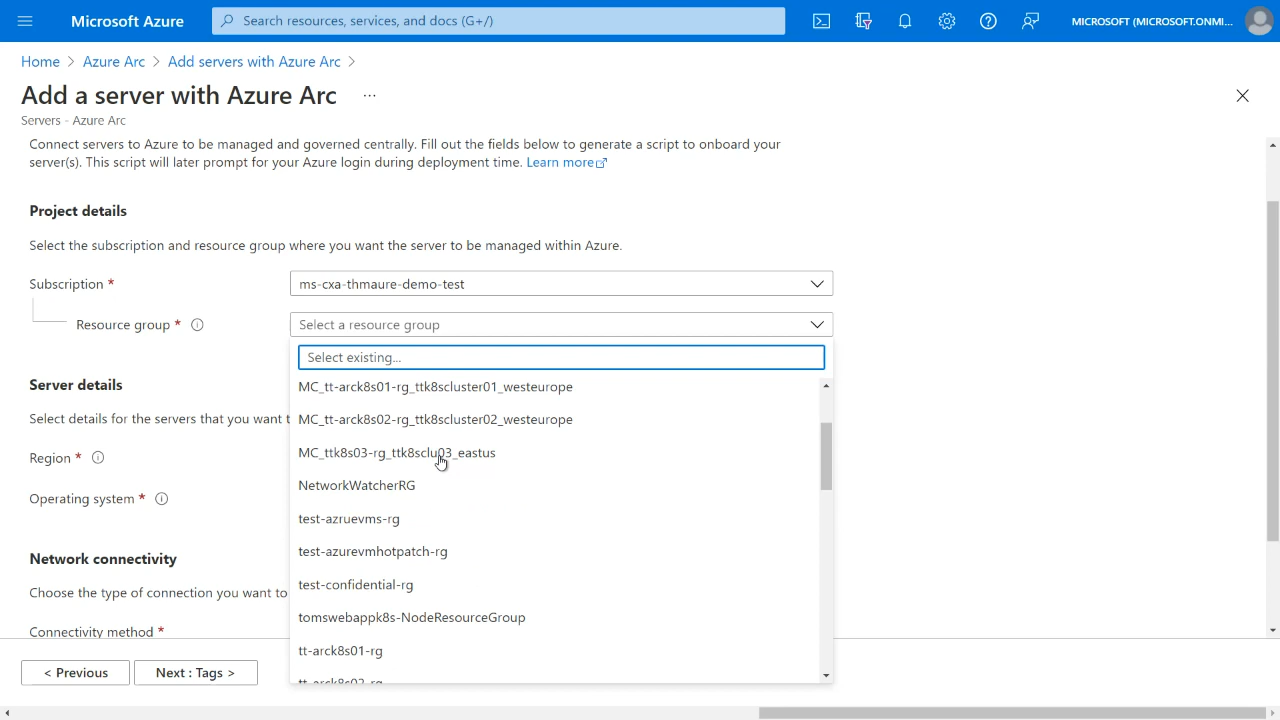 Microsoft Azure
Search resources, services, and docs (G+/)
MICROSOFT (MICROSOFT.ONMI...
Home > Azure Arc > Add servers with Azure Arc >
Add a server with Azure Arc ...
Servers - Azure Arc
Connect servers to Azure to be managed and governed centrally. Fill out the fields below to generate a script to onboard your
server(s). This script will later prompt for your Azure login during deployment time. Learn more
Project details
Select the subscription and resource group where you want the server to be managed within Azure.
Subscription *
ms-cxa-thmaure-demo-test
Resource group *
Select a resource group
Select existing...
MC_tt-arck8s01-rg_ttk8scluster01_westeurope
MC_tt-arck8s02-rg_ttk8scluster02_westeurope
MC_ttk8s03-rg_ttk8sclu03_eastus
NetworkWatcherRG
test-azruevms-rg
test-azurevmhotpatch-rg
test-confidential-rg
tomswebappk8s-NodeResourceGroup
tt-arck8s01-rg
tt-arck8s02-rg
Server details
Select details for the servers that you want t
Region *
Operating system *
Network connectivity
Choose the type of connection you want to
Connectivity method *
< Previous
Next : Tags >